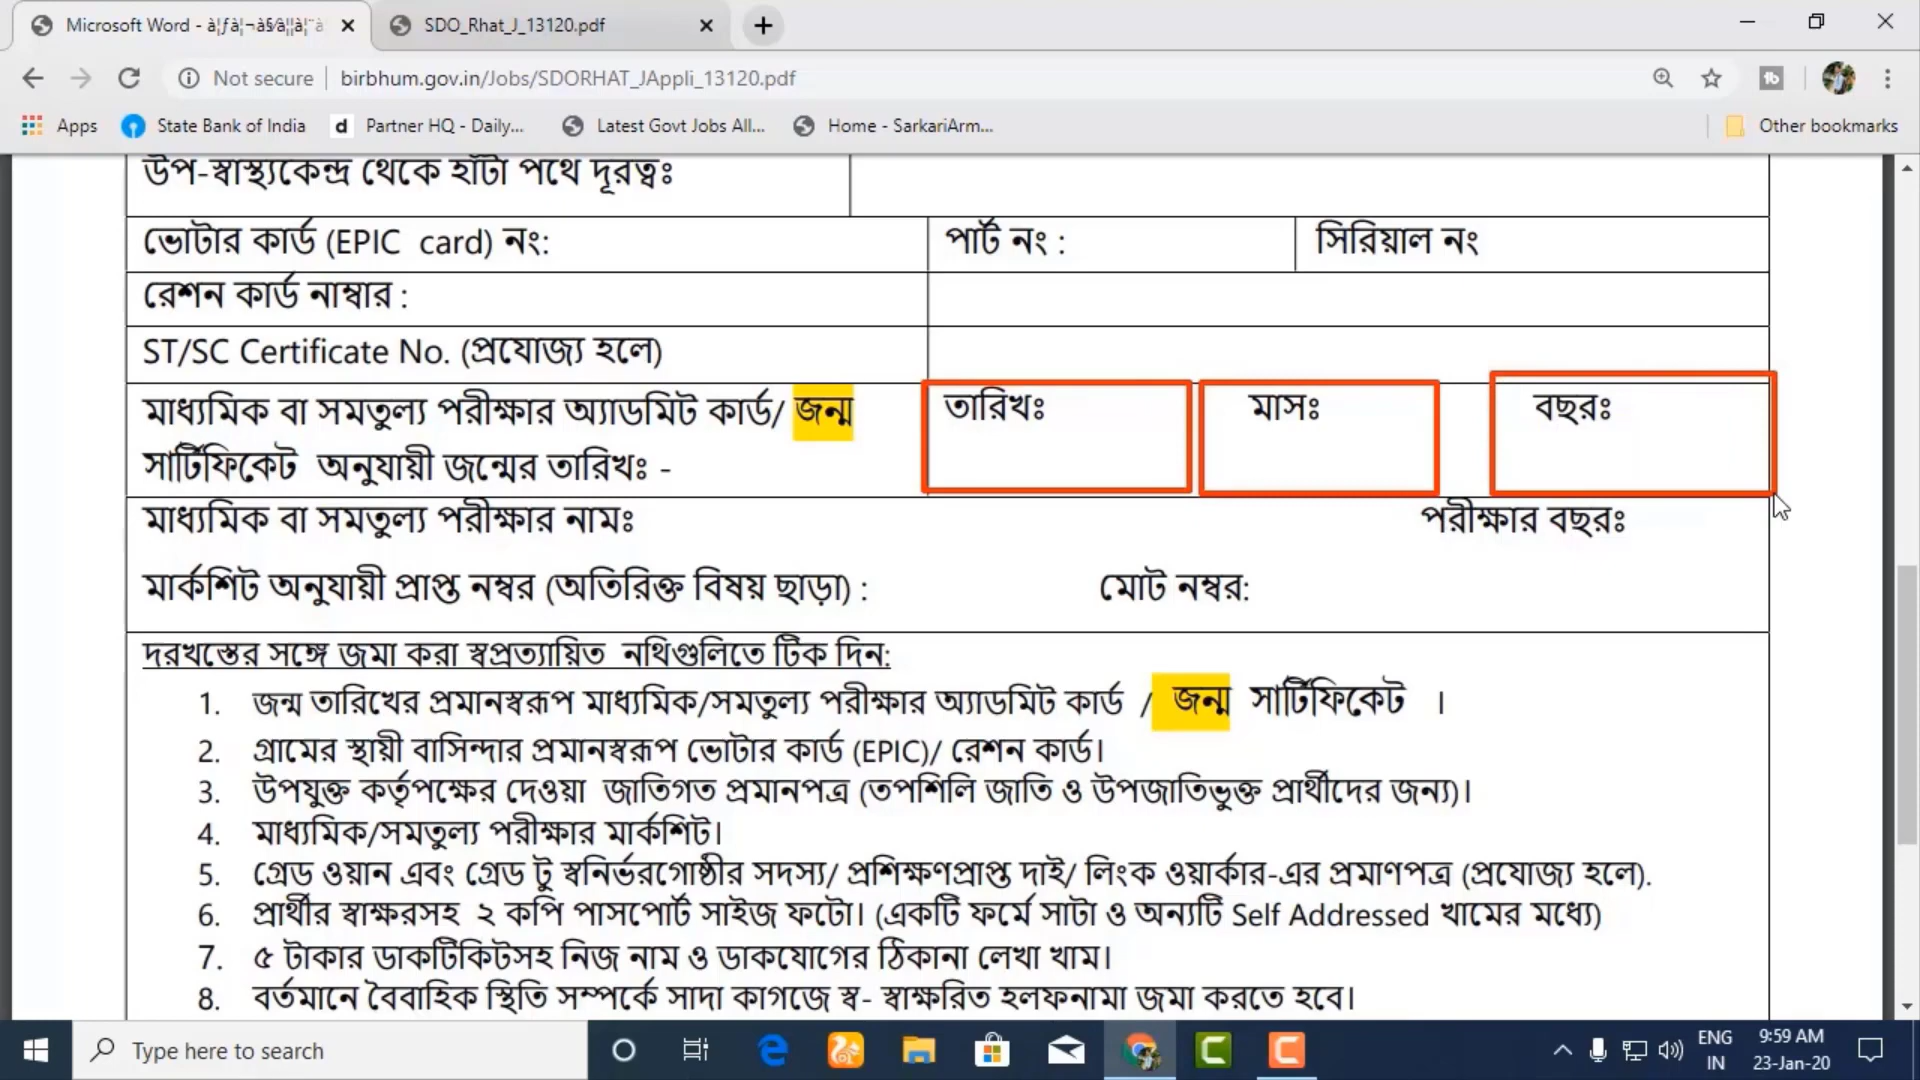 Microsoft Word - à¦ƒà¦¬à§à¦¦à¦¨à
SDO_Rhat_J_13120.pdf
Not secure
birbhum.gov.in/Jobs/SDORHAT_JAppli_13120.pdf
Apps
State Bank of India
d Partner HQ - Daily...
Latest Govt Jobs All...
Home - SarkariArm...
Other bookmarks
উপ-স্বাস্থ্যকেন্দ্র থেকে হাঁটা পথে দূরত্বঃ
ভোটার কার্ড (EPIC card) নং: পার্ট নং : সিরিয়াল নং
রেশন কার্ড নাম্বার :
ST/SC Certificate No. (প্রযোজ্য হলে)
মাধ্যমিক বা সমতুল্য পরীক্ষার অ্যাডমিট কার্ড/ জন্ম তারিখঃ মাসঃ বছরঃ
সার্টিফিকেট অনুযায়ী জন্মের তারিখঃ -
মাধ্যমিক বা সমতুল্য পরীক্ষার নামঃ পরীক্ষার বছরঃ
মার্কশিট অনুযায়ী প্রাপ্ত নম্বর (অতিরিক্ত বিষয় ছাড়া) : মোট নম্বর:
দরখস্তের সঙ্গে জমা করা স্বপ্রত্যায়িত নথিগুলিতে টিক দিন:
1. জন্ম তারিখের প্রমানস্বরূপ মাধ্যমিক/সমতুল্য পরীক্ষার অ্যাডমিট কার্ড / জন্ম সার্টিফিকেট ।
2. গ্রামের স্থায়ী বাসিন্দার প্রমানস্বরূপ ভোটার কার্ড (EPIC)/ রেশন কার্ড।
3. উপযুক্ত কর্তৃপক্ষের দেওয়া জাতিগত প্রমানপত্র (তপশিলি জাতি ও উপজাতিভুক্ত প্রার্থীদের জন্য)।
4. মাধ্যমিক/সমতুল্য পরীক্ষার মার্কশিট।
5. গ্রেড ওয়ান এবং গ্রেড টু স্বনির্ভরগোষ্ঠীর সদস্য/ প্রশিক্ষণপ্রাপ্ত দাই/ লিংক ওয়ার্কার-এর প্রমাণপত্র (প্রযোজ্য হলে).
6. প্রার্থীর স্বাক্ষরসহ ২ কপি পাসপোর্ট সাইজ ফটো। (একটি ফর্মে সাটা ও অন্যটি Self Addressed খামের মধ্যে)
7. ৫ টাকার ডাকটিকিটসহ নিজ নাম ও ডাকযোগের ঠিকানা লেখা খাম।
8. বর্তমানে বৈবাহিক স্থিতি সম্পর্কে সাদা কাগজে স্ব- স্বাক্ষরিত হলফনামা জমা করতে হবে।
Type here to search
ENG 9:59 AM
IN 23-Jan-20